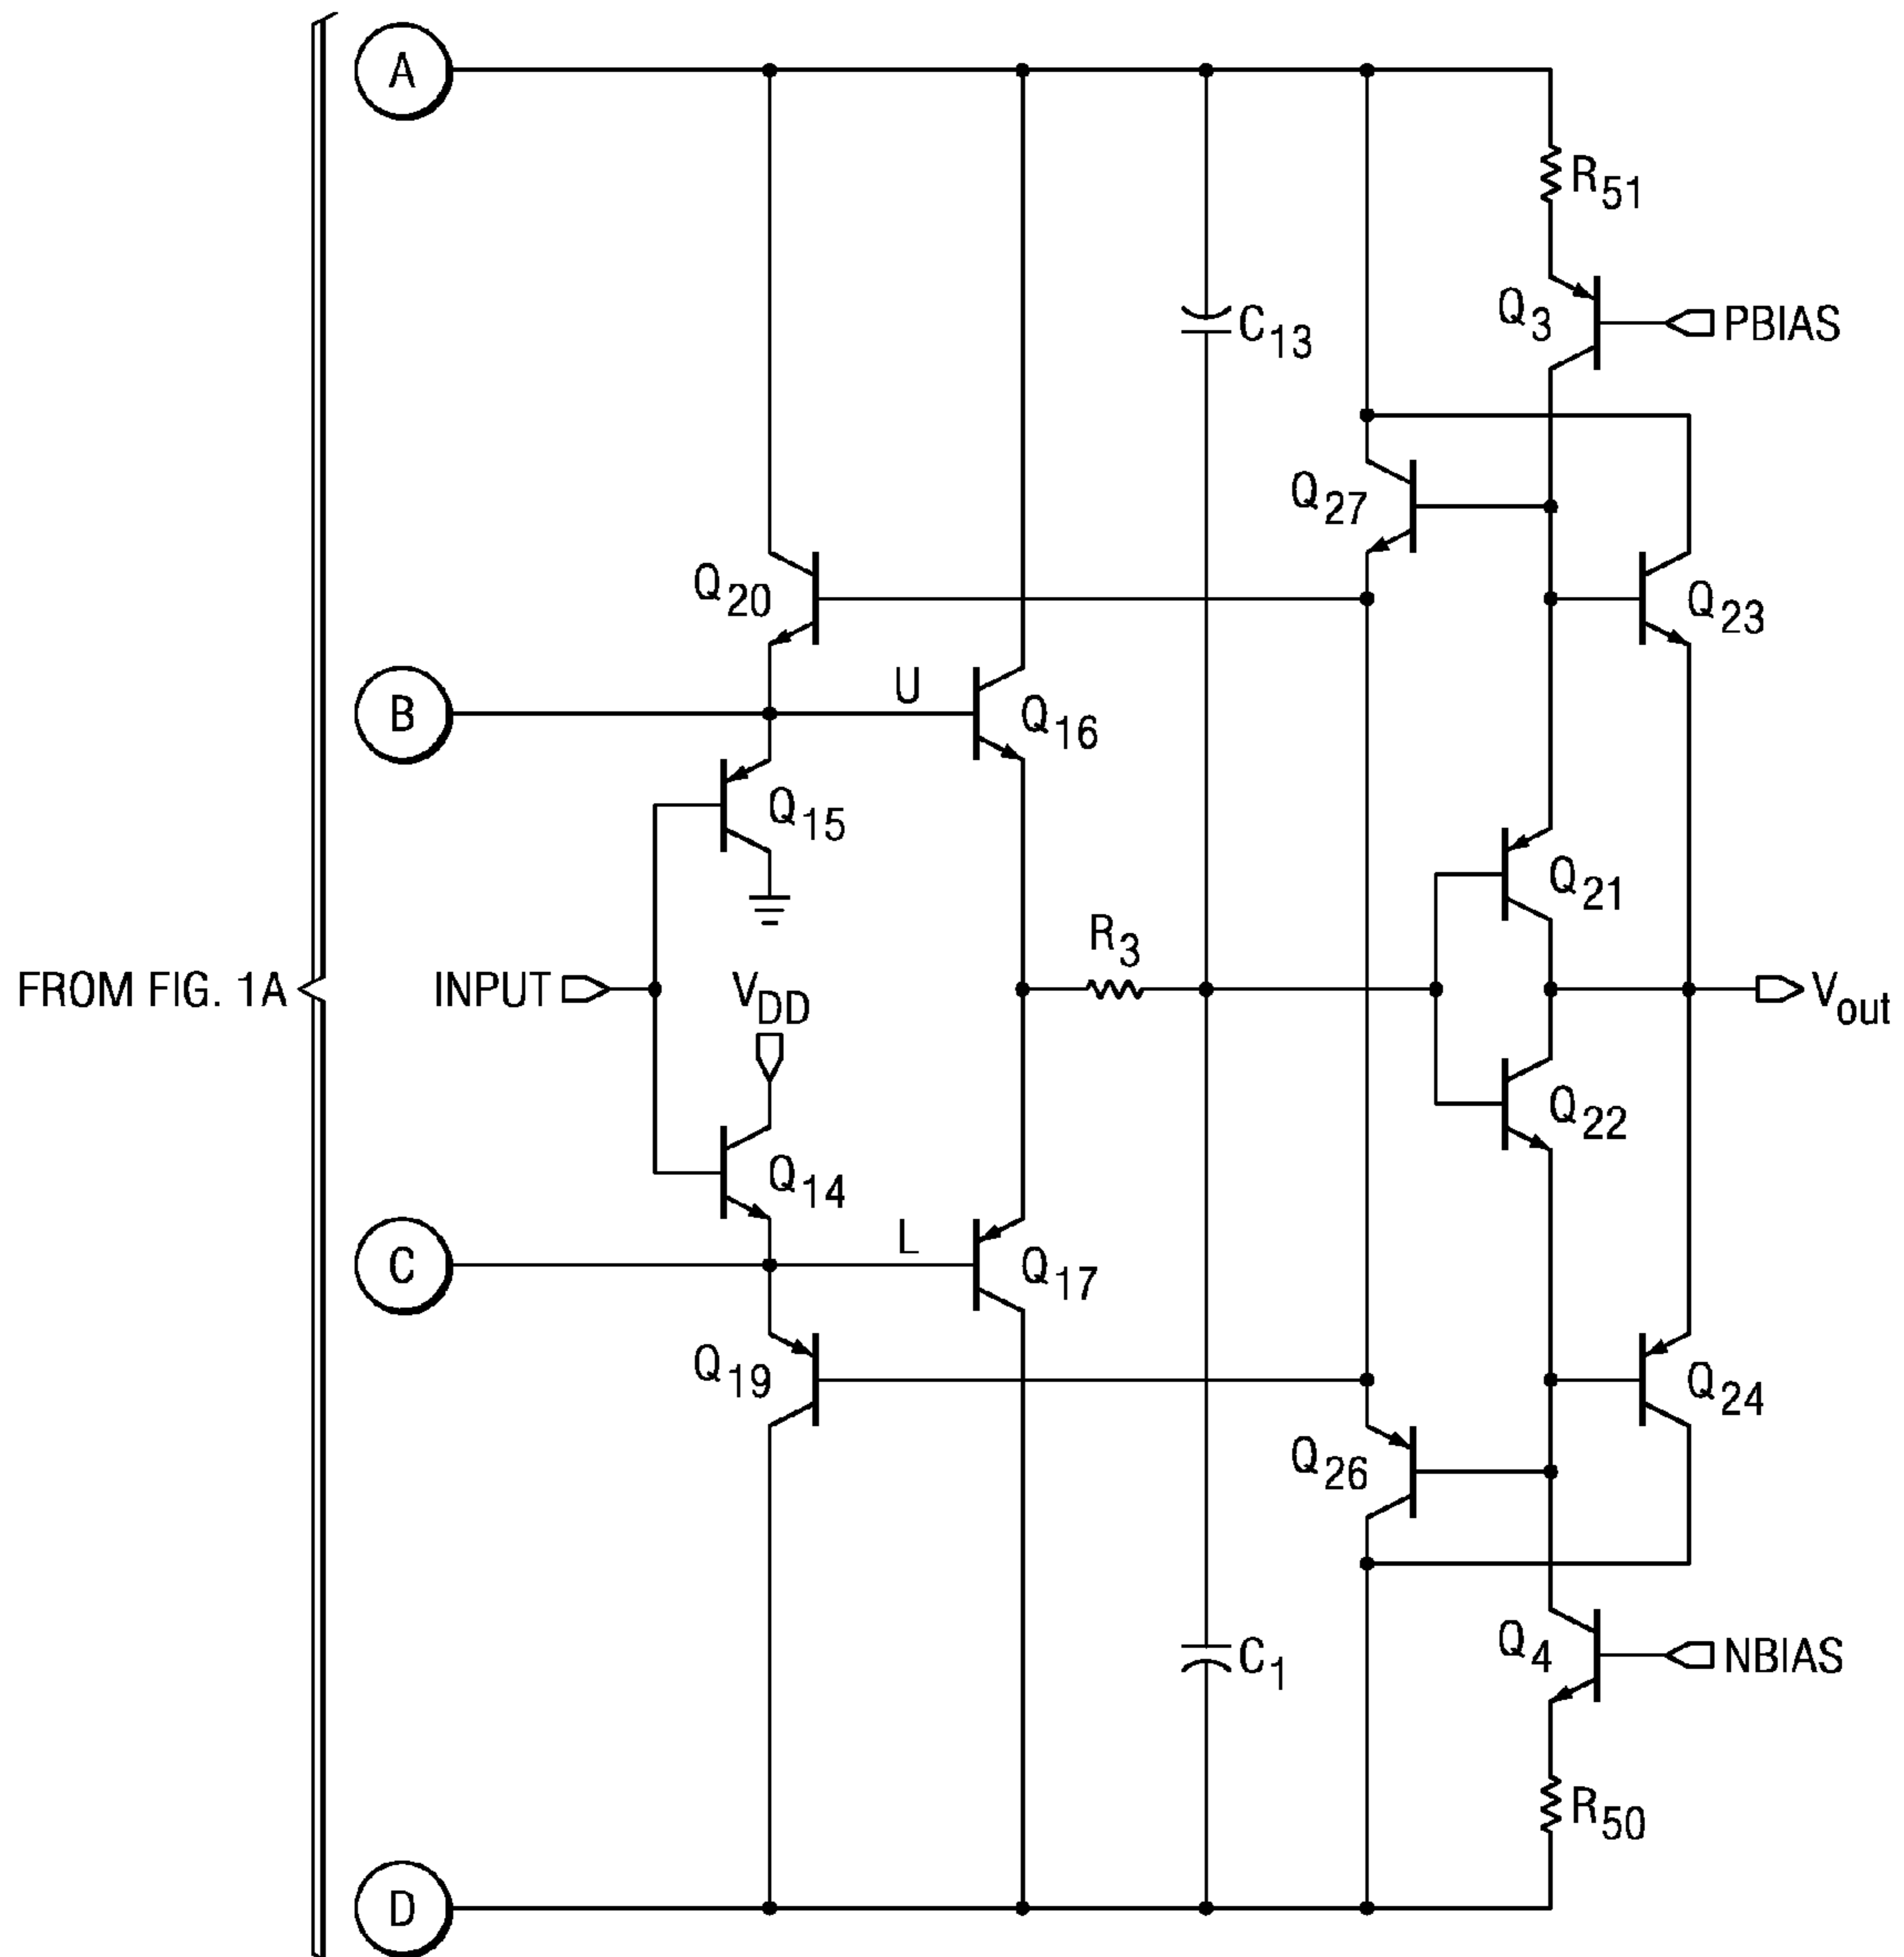 A
R51
Q3
PBIAS
C13
Q27
Q20
Q23
B
U
Q16
Q15
Q21
R3
FROM FIG. 1A
INPUT
VDD
Vout
Q22
Q14
C
L
Q17
Q19
Q24
Q26
Q4
NBIAS
C1
R50
D